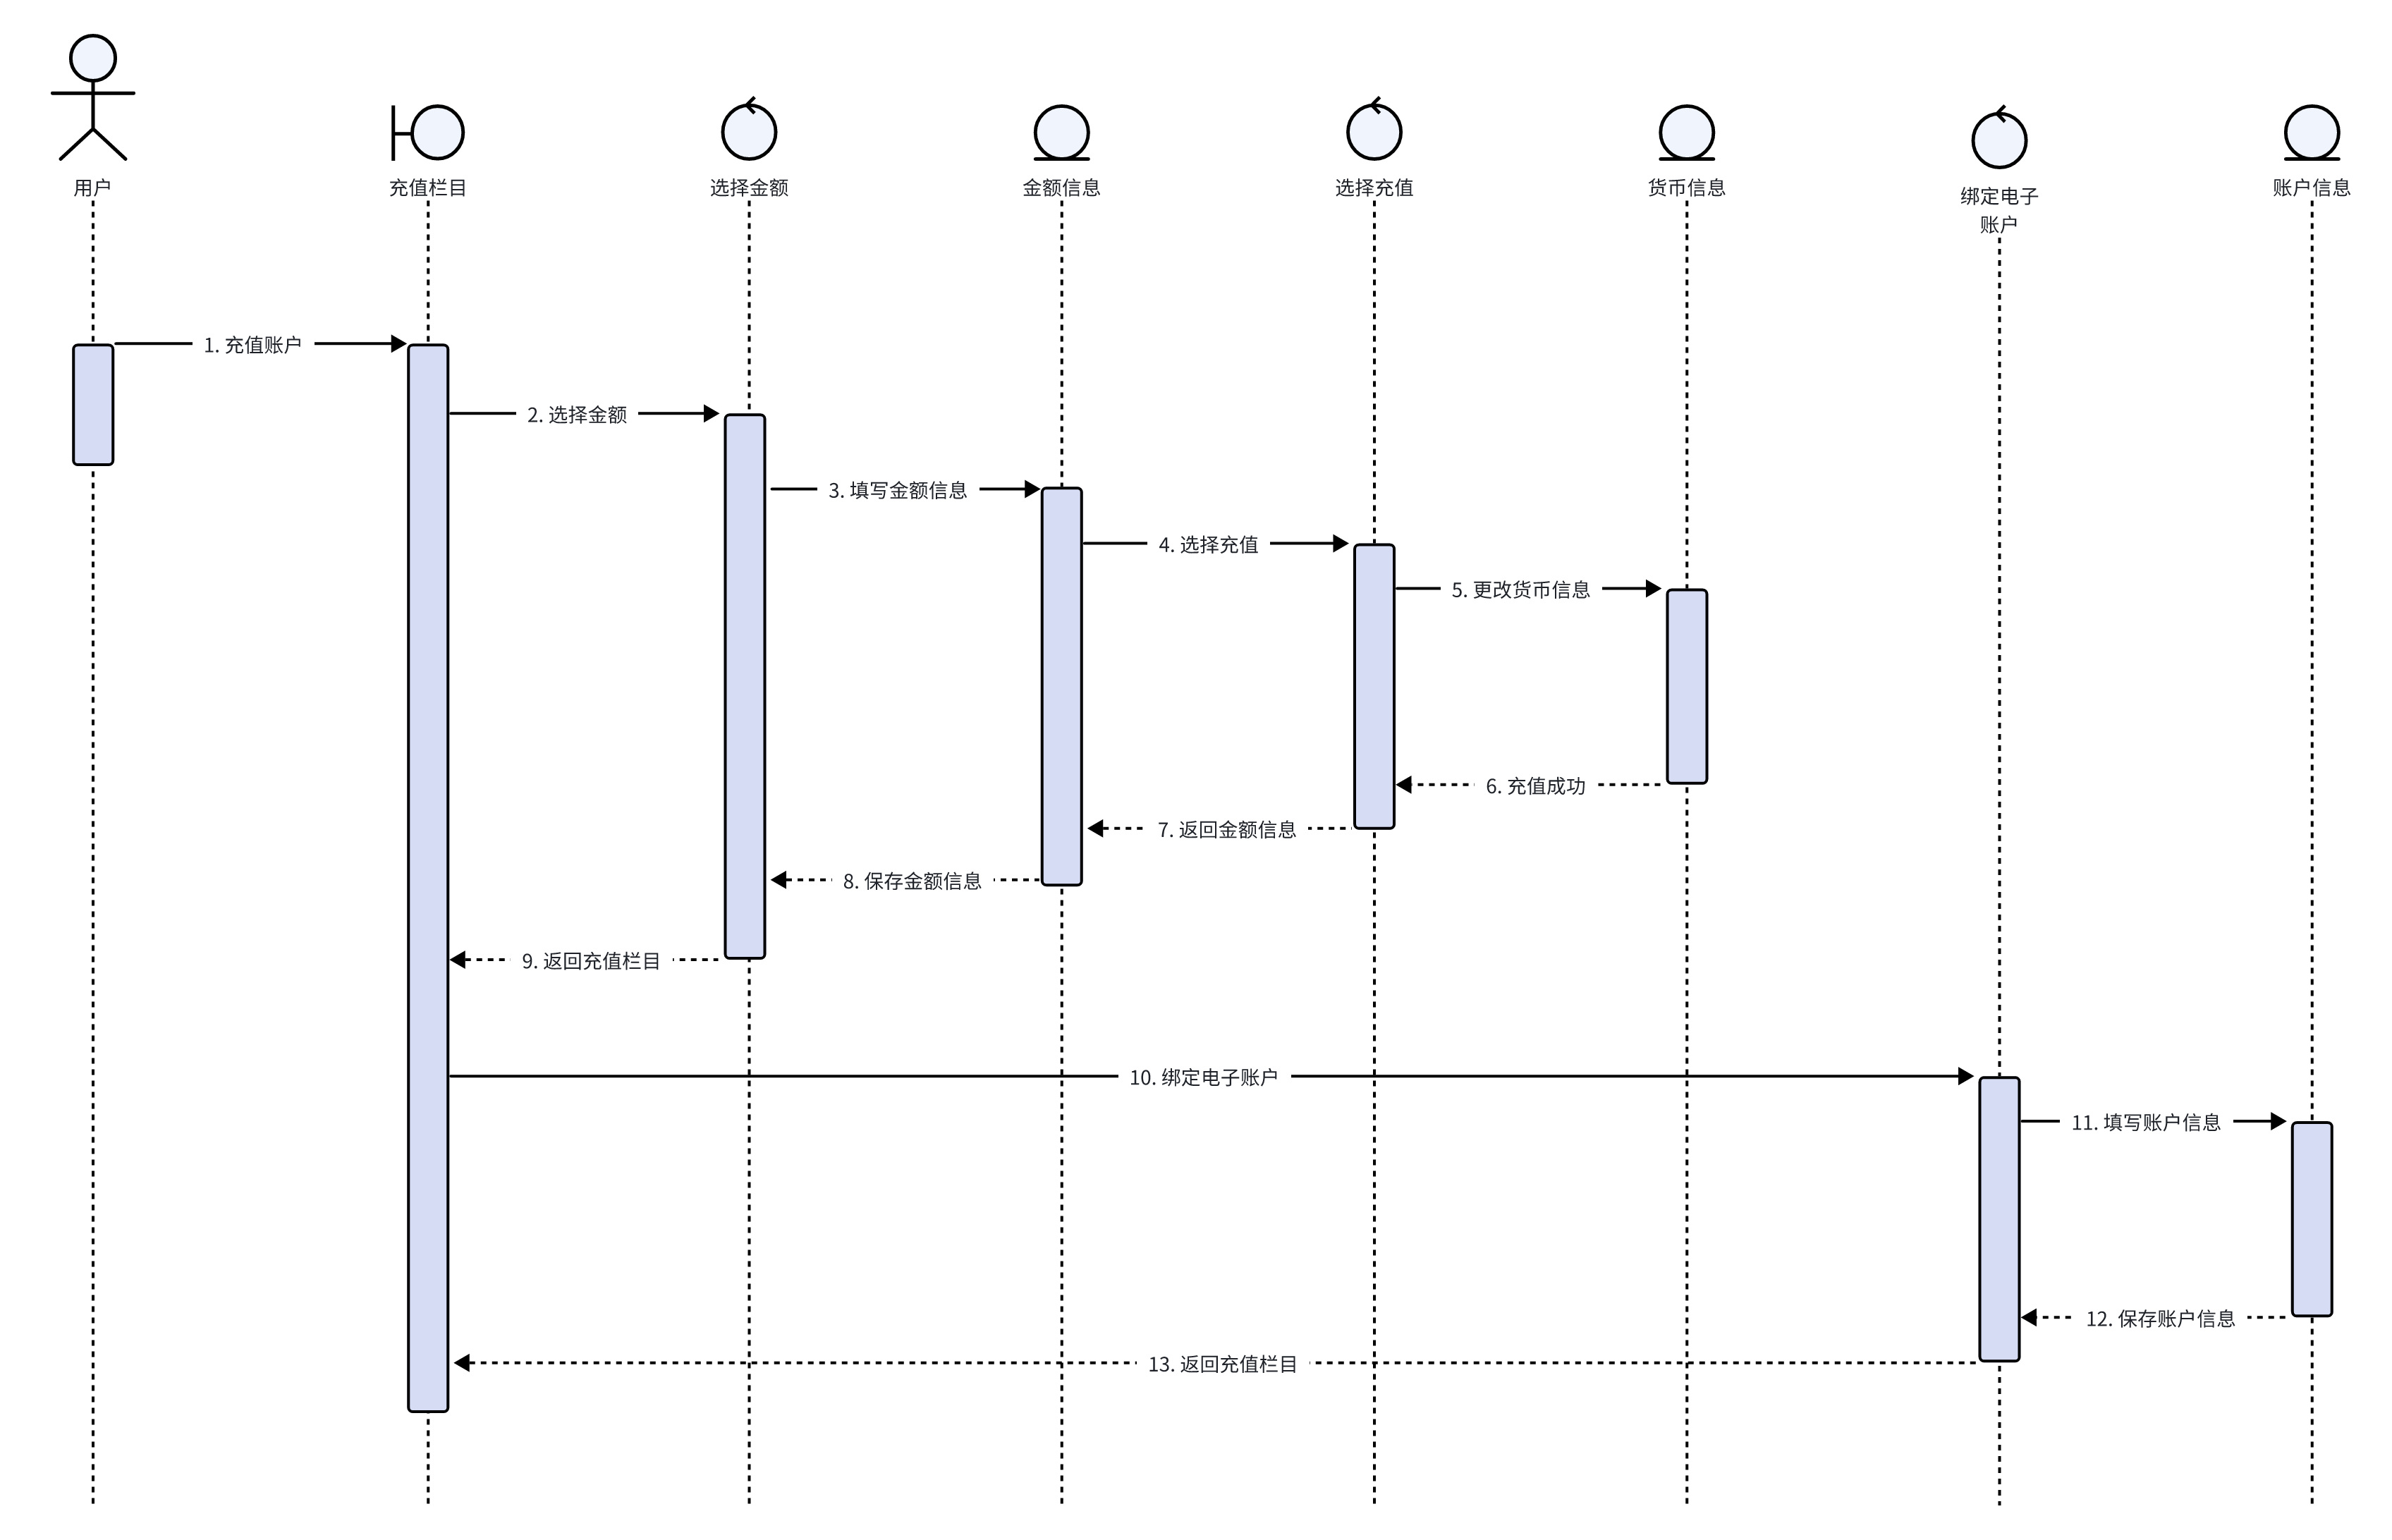 用户
充值栏目
选择金额
金额信息
选择充值
货币信息
绑定电子
账户
账户信息
1. 充值账户
2. 选择金额
3. 填写金额信息
4. 选择充值
5. 更改货币信息
6. 充值成功
7. 返回金额信息
8. 保存金额信息
9. 返回充值栏目
10. 绑定电子账户
11. 填写账户信息
12. 保存账户信息
13. 返回充值栏目